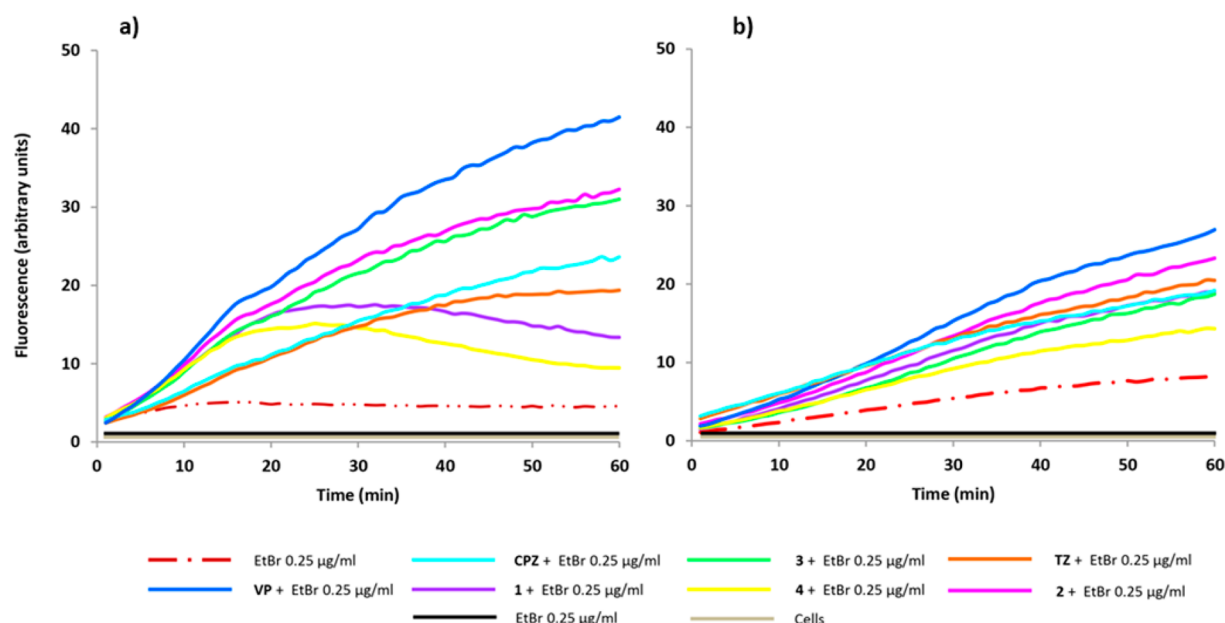 a)
b)
50
40
30
20
10
0
Fluorescence (arbitrary units)
0 10 20 30 40 50 60
Time (min)
50
40
30
20
10
0
0 10 20 30 40 50 60
Time (min)
EtBr 0.25 µg/ml CPZ + EtBr 0.25 µg/ml 3 + EtBr 0.25 µg/ml TZ + EtBr 0.25 µg/ml
VP + EtBr 0.25 µg/ml 1 + EtBr 0.25 µg/ml 4 + EtBr 0.25 µg/ml 2 + EtBr 0.25 µg/ml
EtBr 0.25 µg/ml Cells